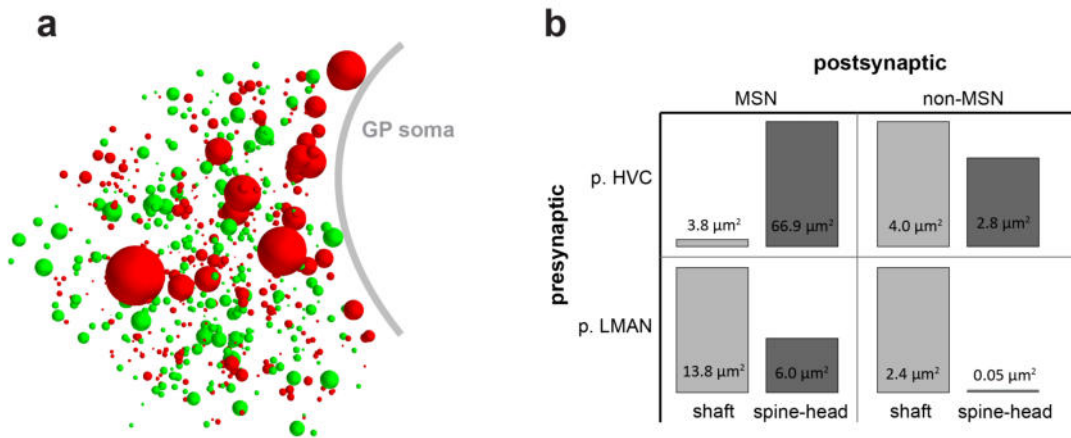 a
GP soma
b
postsynaptic
MSN non-MSN
presynaptic
p. HVC
3.8 µm² 66.9 µm² 4.0 µm² 2.8 µm²
p. LMAN
13.8 µm² 6.0 µm² 2.4 µm² 0.05 µm²
shaft spine-head shaft spine-head